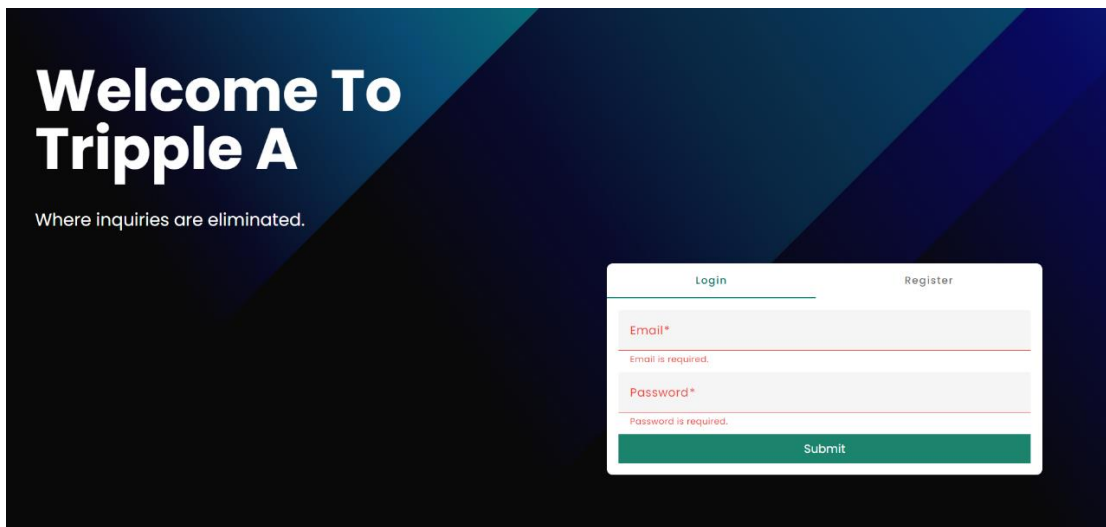 Welcome To
Tripple A
Where inquiries are eliminated.
Login
Register
Email*
Email is required.
Password*
Password is required.
Submit